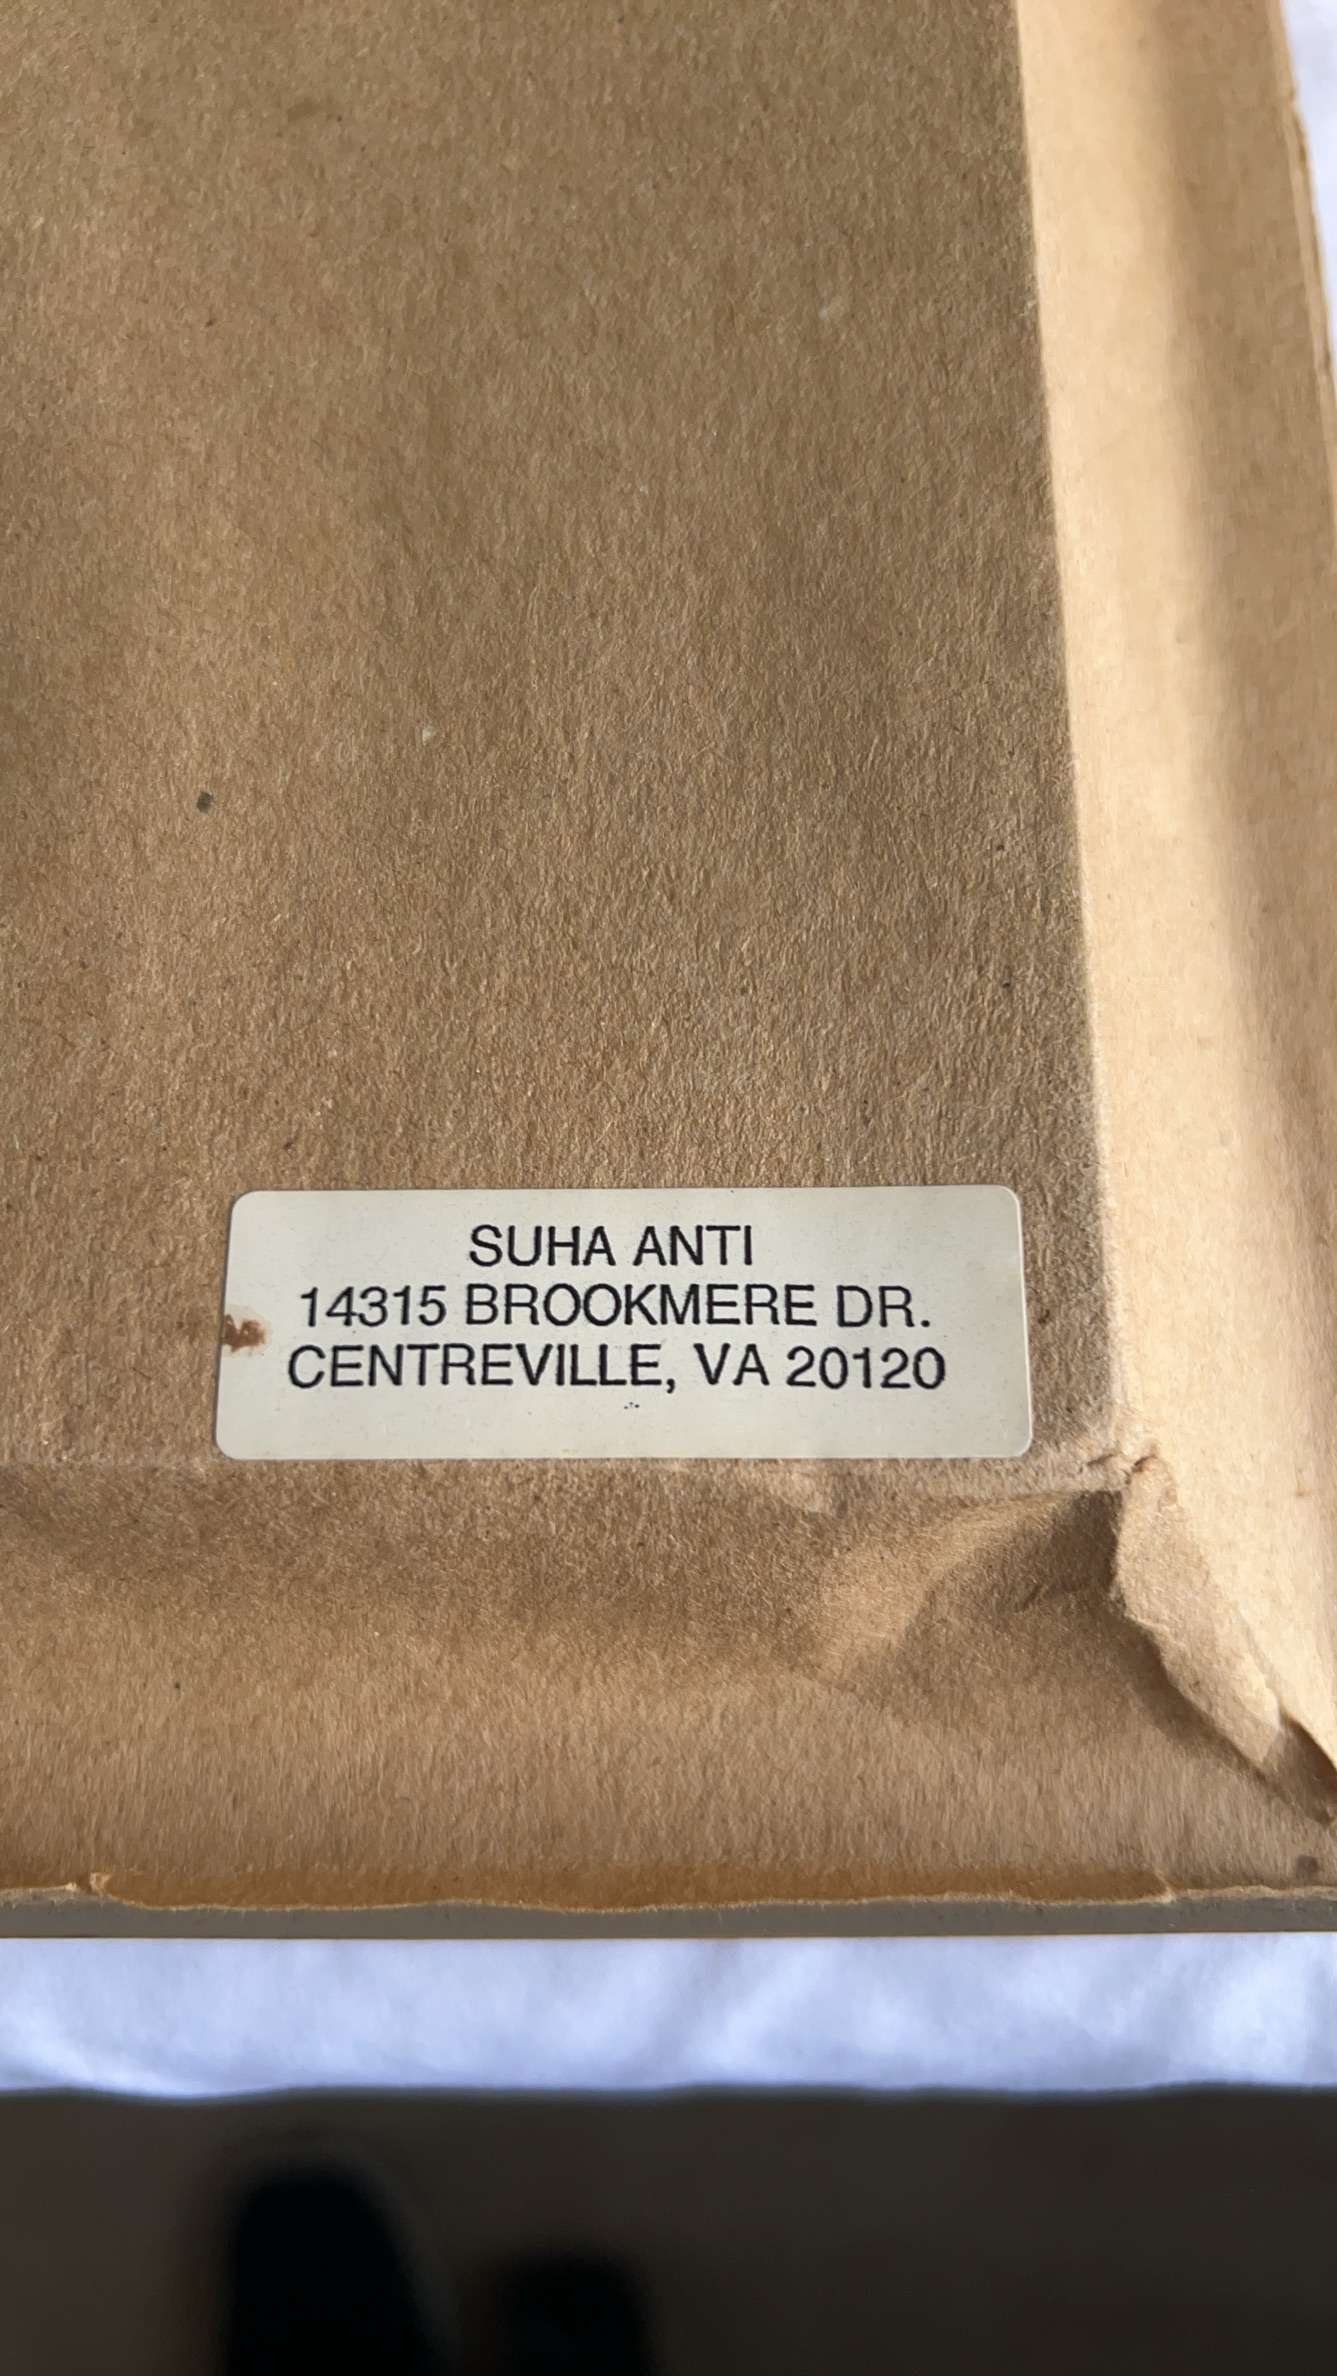 SUHA ANTI
14315 BROOKMERE DR.
CENTREVILLE, VA 20120